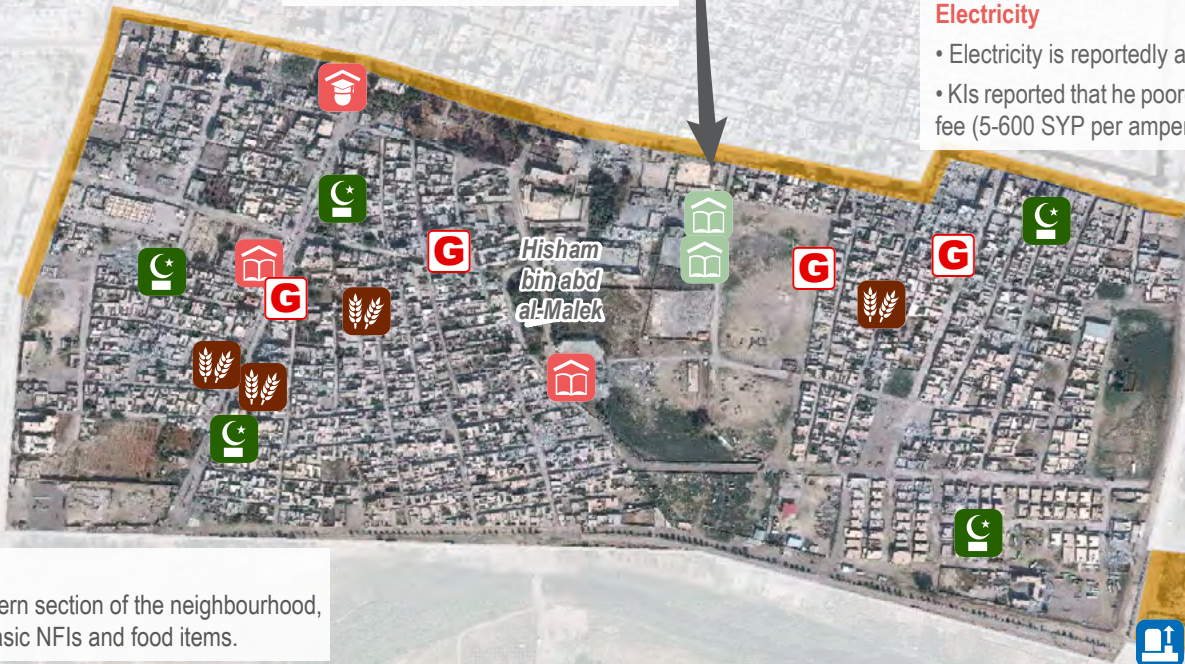 Electricity
• Electricity is reportedly a
• KIs reported that he poor
fee (5-600 SYP per amper
G
G
G
G
Hisham
bin abd
al-Malek
ern section of the neighbourhood,
asic NFIs and food items.